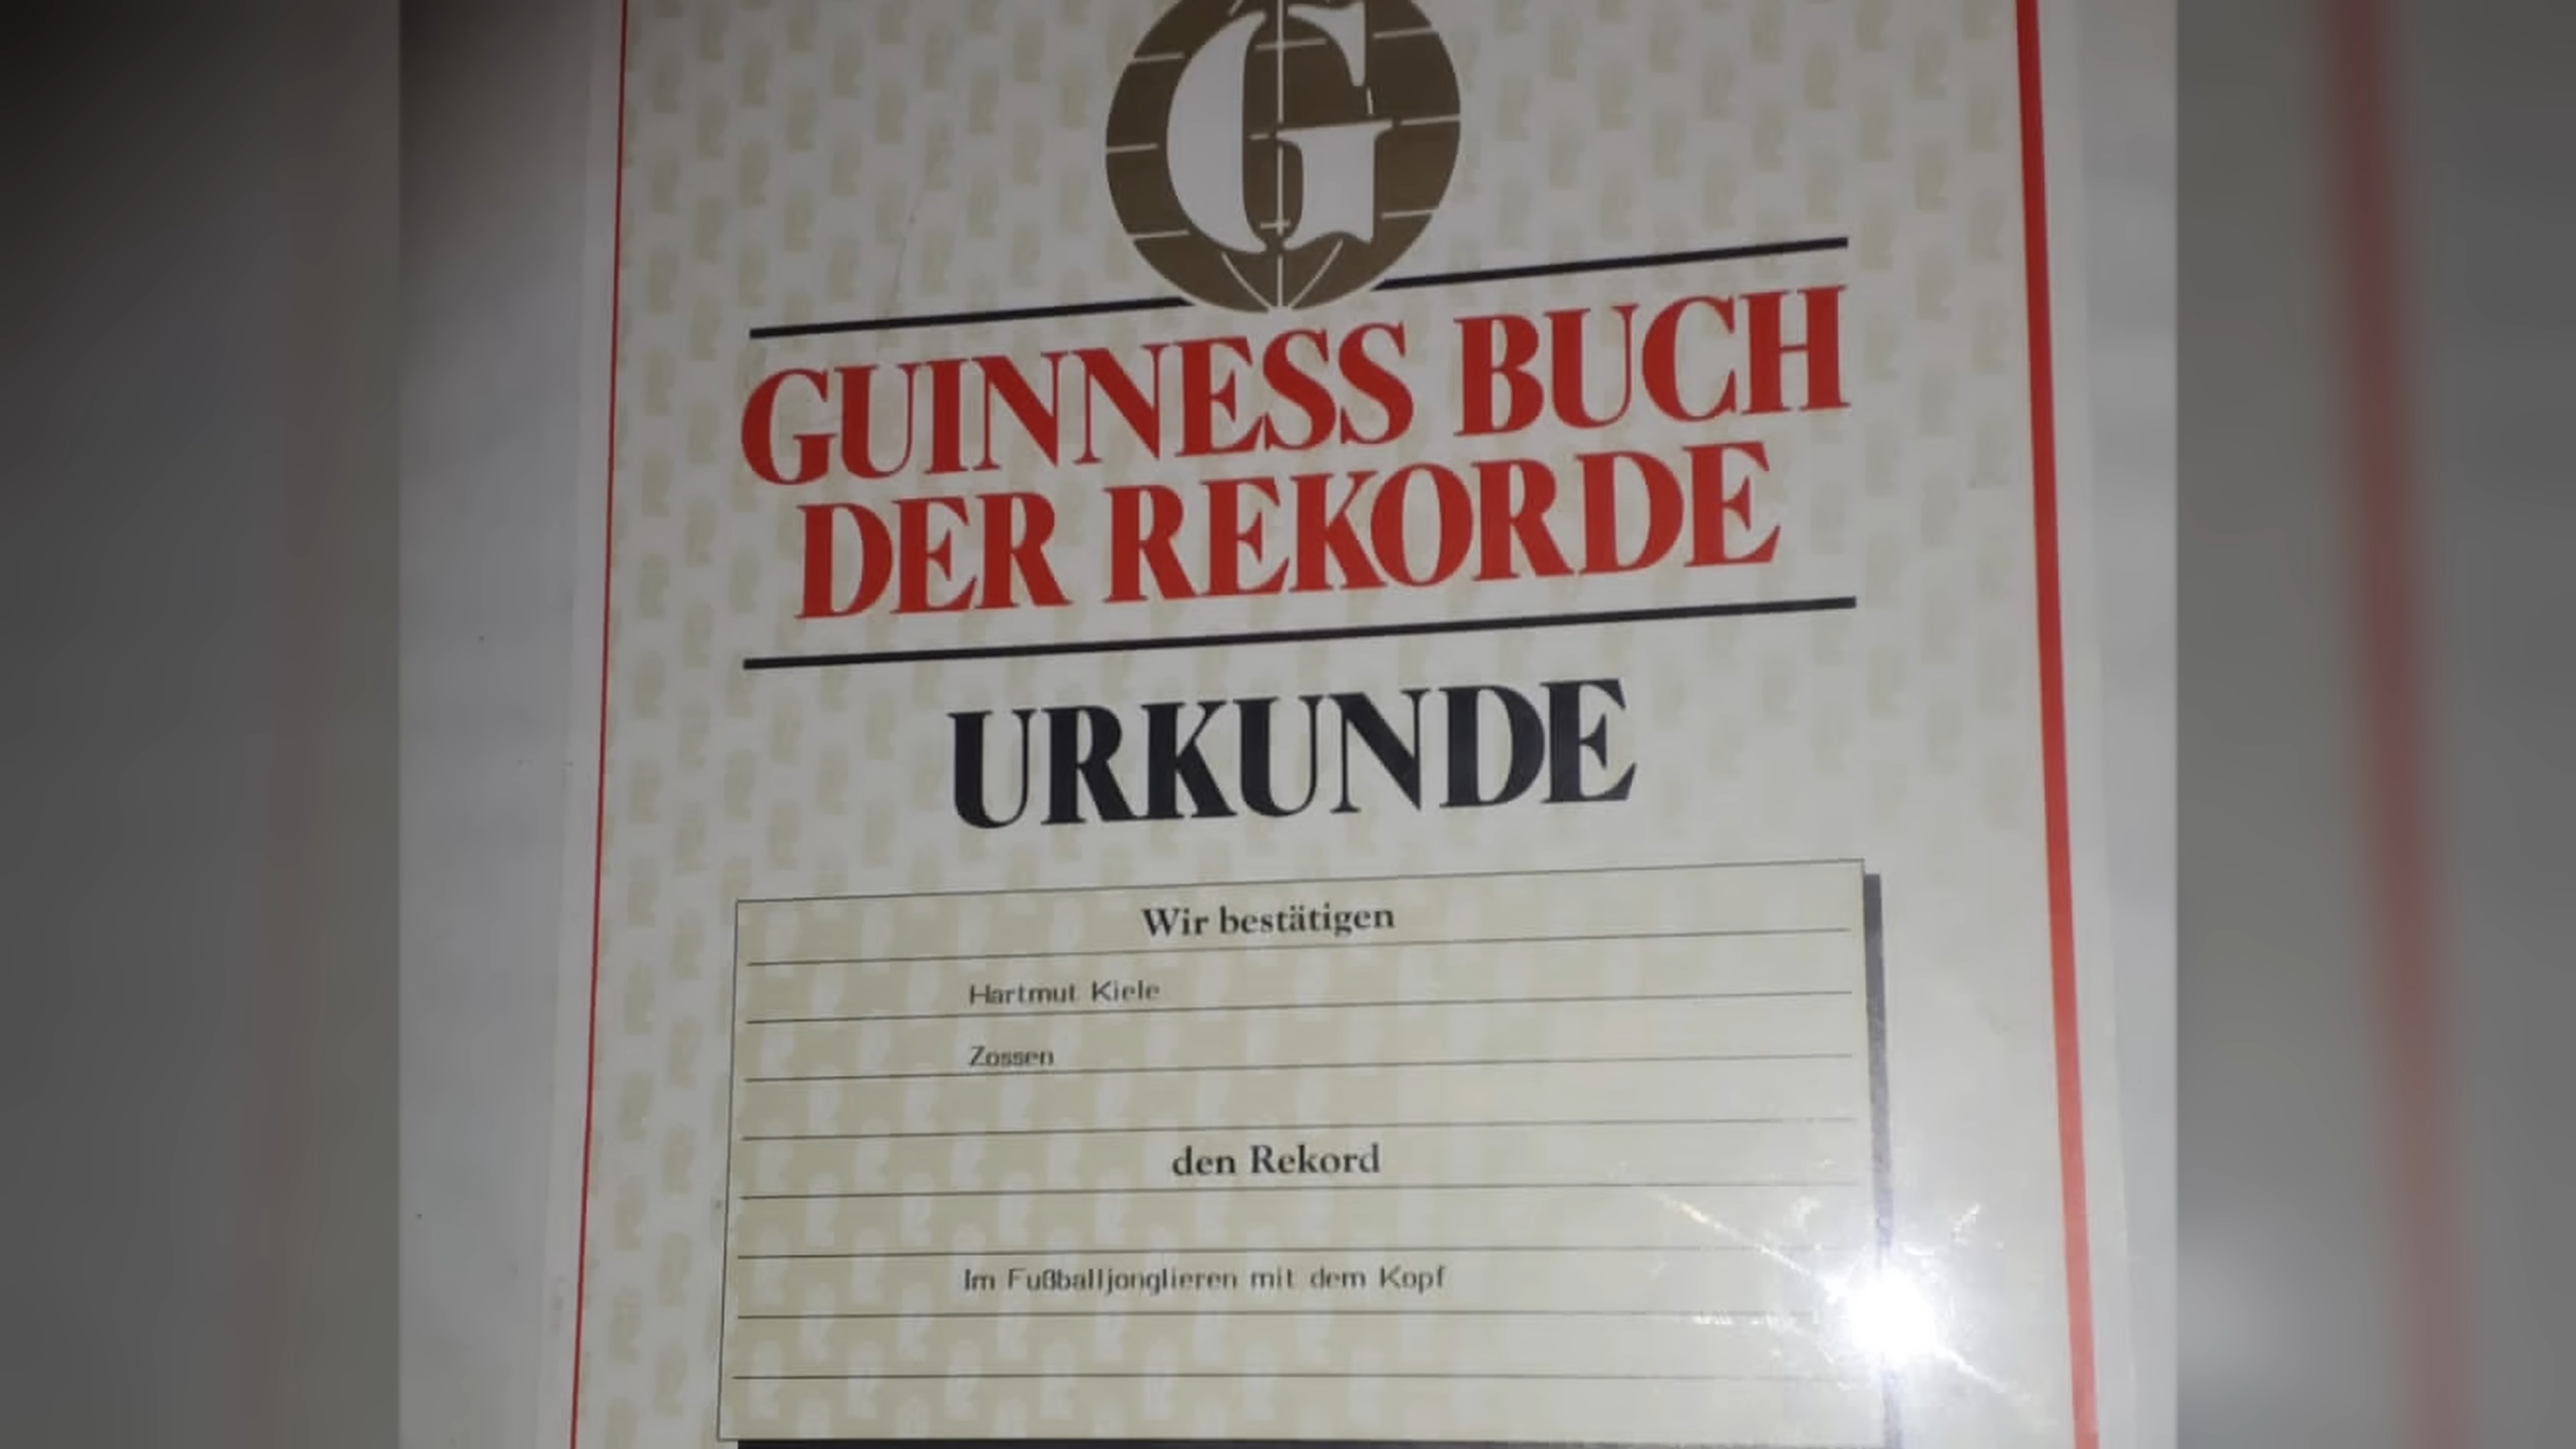 G
GUINNESS BUCH
DER REKORDE
URKUNDE
Wir bestätigen
Hartmut Kiele
Zossen
den Rekord
Im Fußballjonglieren mit dem Kopf